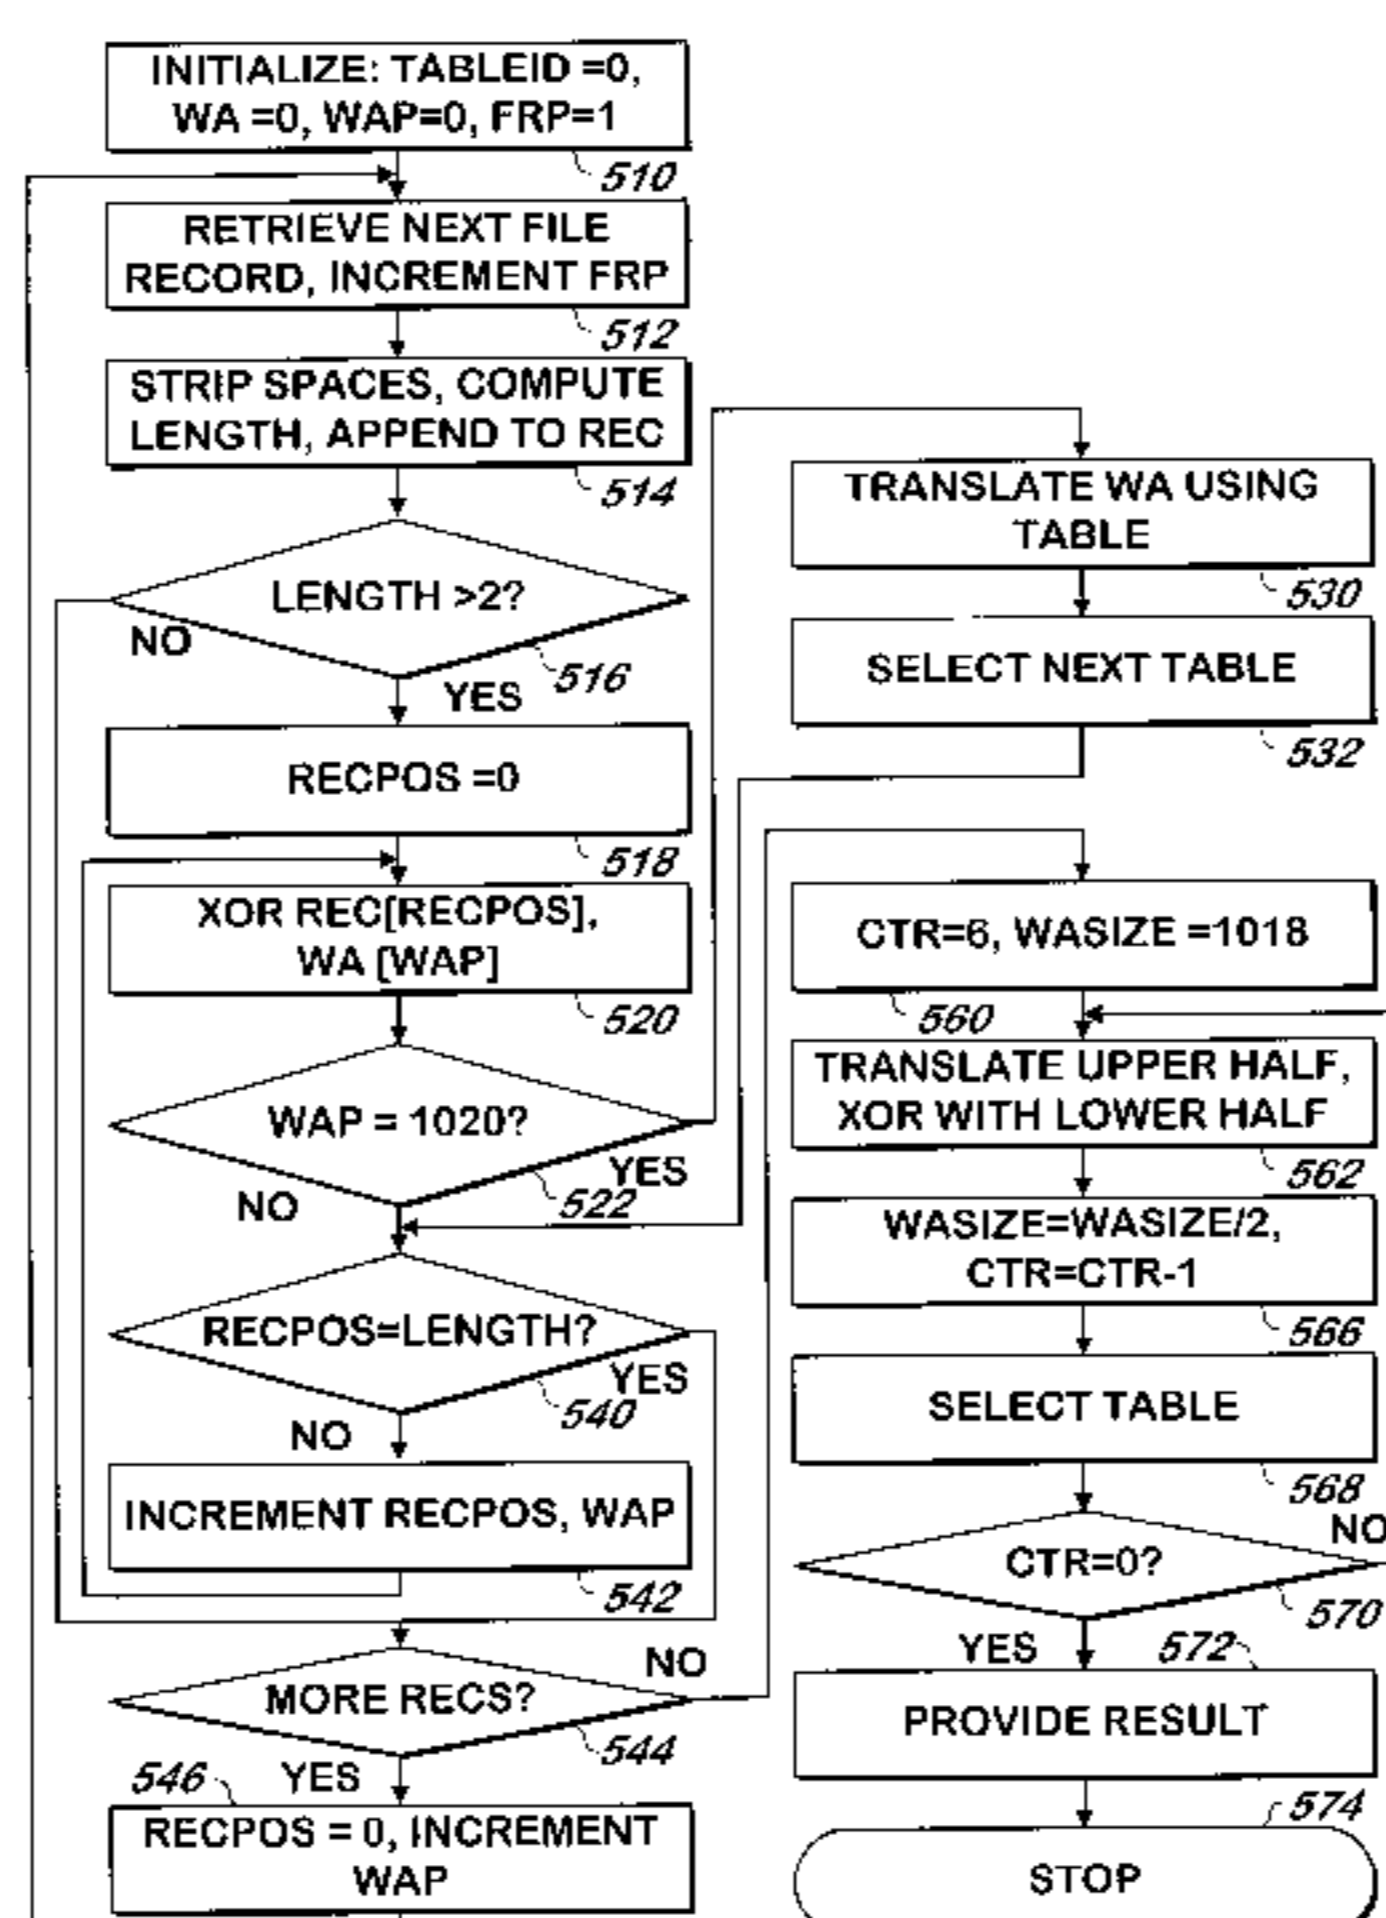 INITIALIZE: TABLEID =0,
WA =0, WAP=0, FRP=1
510
RETRIEVE NEXT FILE
RECORD, INCREMENT FRP
512
STRIP SPACES, COMPUTE
LENGTH, APPEND TO REC
514
LENGTH >2?
NO
516
YES
RECPOS =0
518
XOR REC[RECPOS],
WA [WAP]
520
WAP = 1020?
YES
522
NO
RECPOS=LENGTH?
YES
540
NO
INCREMENT RECPOS, WAP
542
NO
MORE RECS?
544
546
YES
RECPOS = 0, INCREMENT
WAP
TRANSLATE WA USING
TABLE
530
SELECT NEXT TABLE
532
CTR=6, WASIZE =1018
560
TRANSLATE UPPER HALF,
XOR WITH LOWER HALF
562
WASIZE=WASIZE/2,
CTR=CTR-1
566
SELECT TABLE
568
NO
CTR=0?
570
YES
572
PROVIDE RESULT
574
STOP